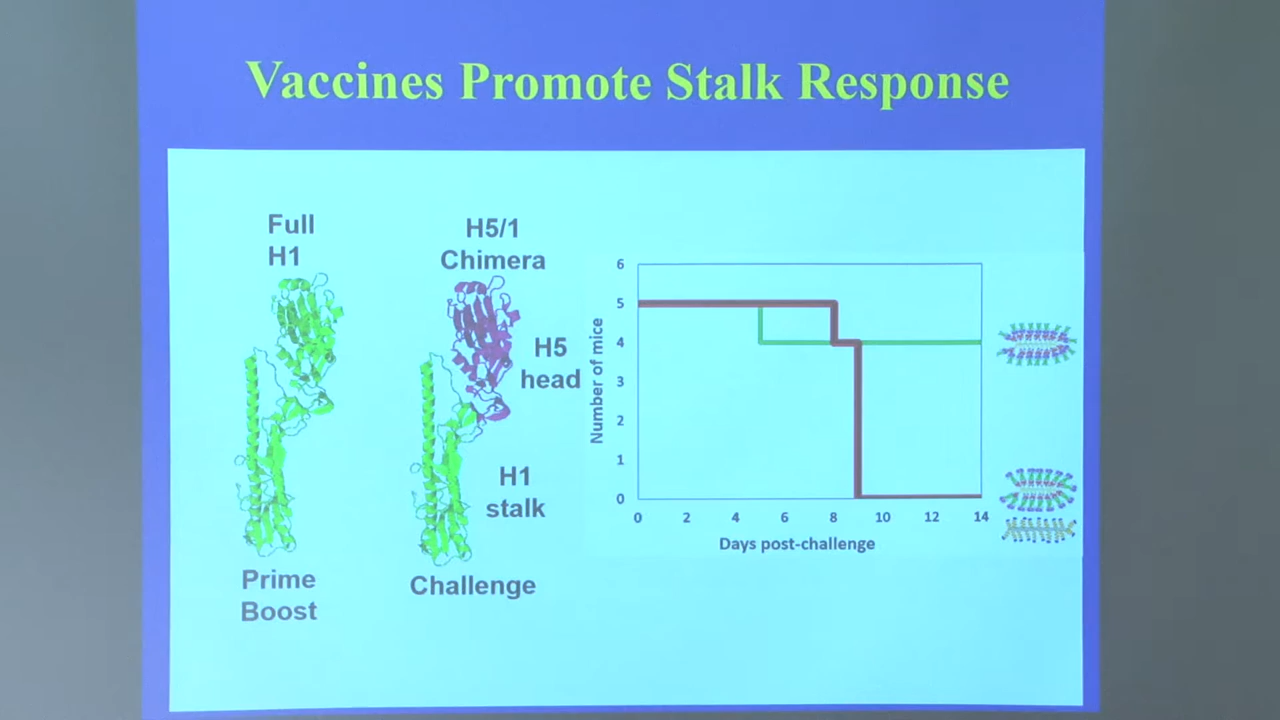 Vaccines Promote Stalk Response
Full
H1
H5/1
Chimera
H5
head
H1
stalk
Prime
Boost
Challenge
Number of mice
6
5
4
3
2
1
0
0 2 4 6 8 10 12 14
Days post-challenge